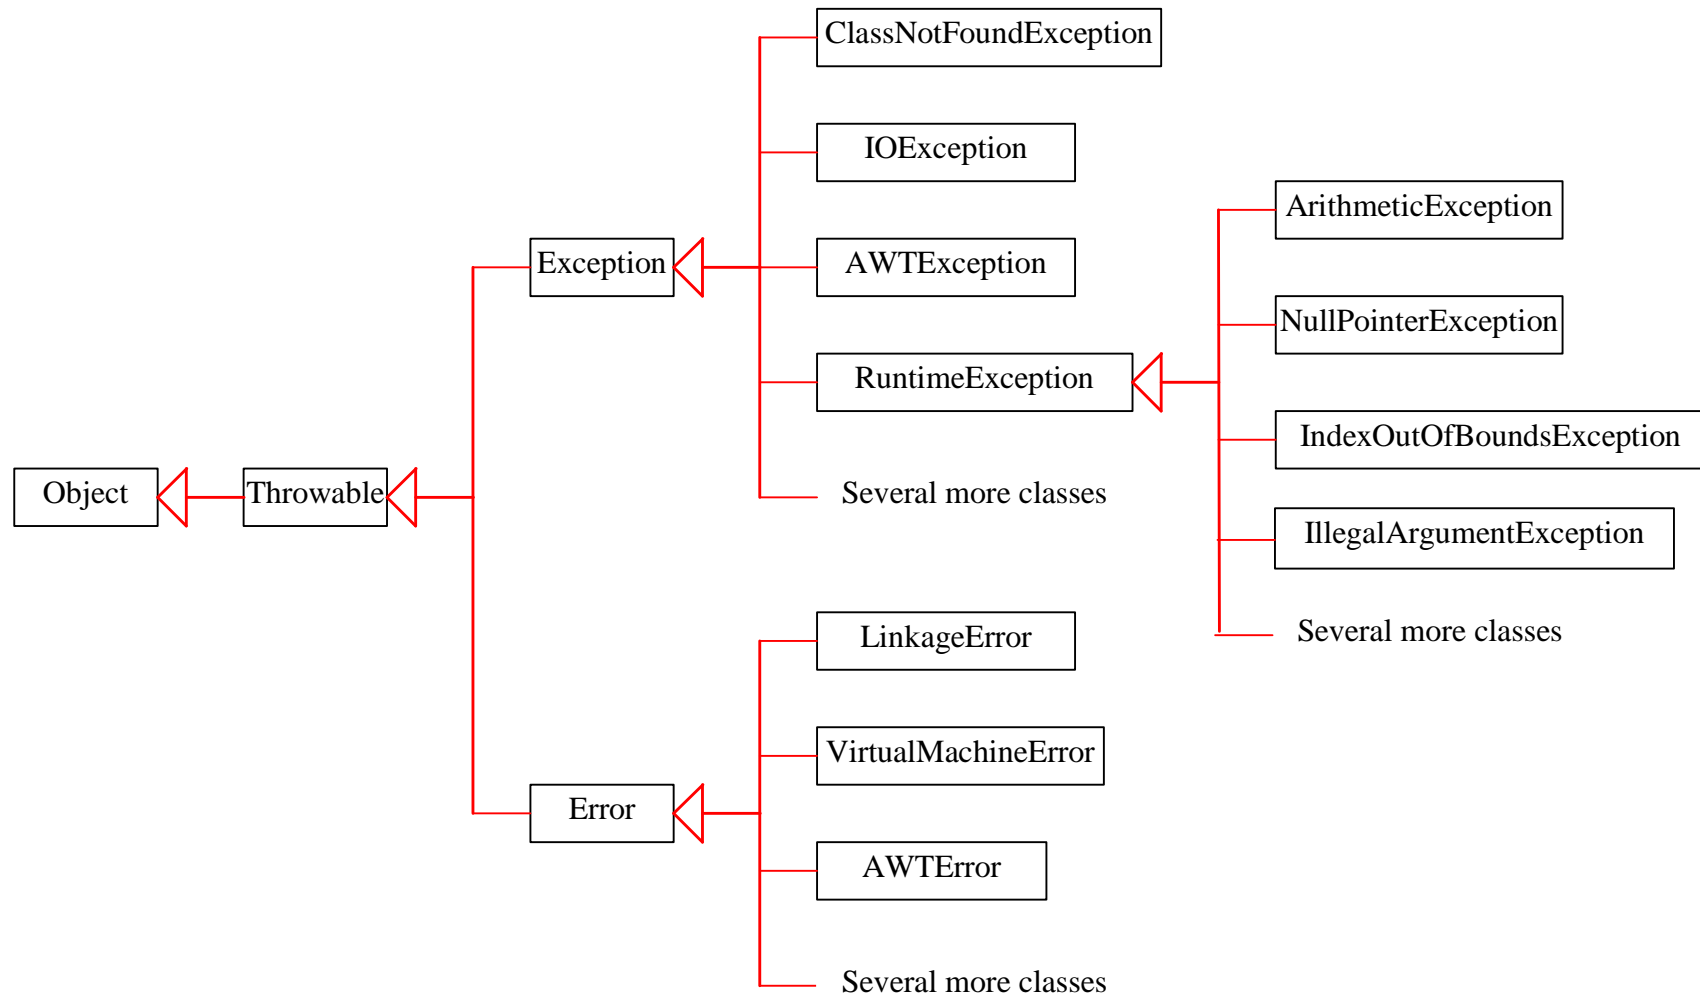 ClassNotFoundException
IOException
ArithmeticException
Exception
AWTException
NullPointerException
RuntimeException
IndexOutOfBoundsException
Object
Throwable
Several more classes
IllegalArgumentException
LinkageError
Several more classes
VirtualMachineError
Error
AWTError
Several more classes